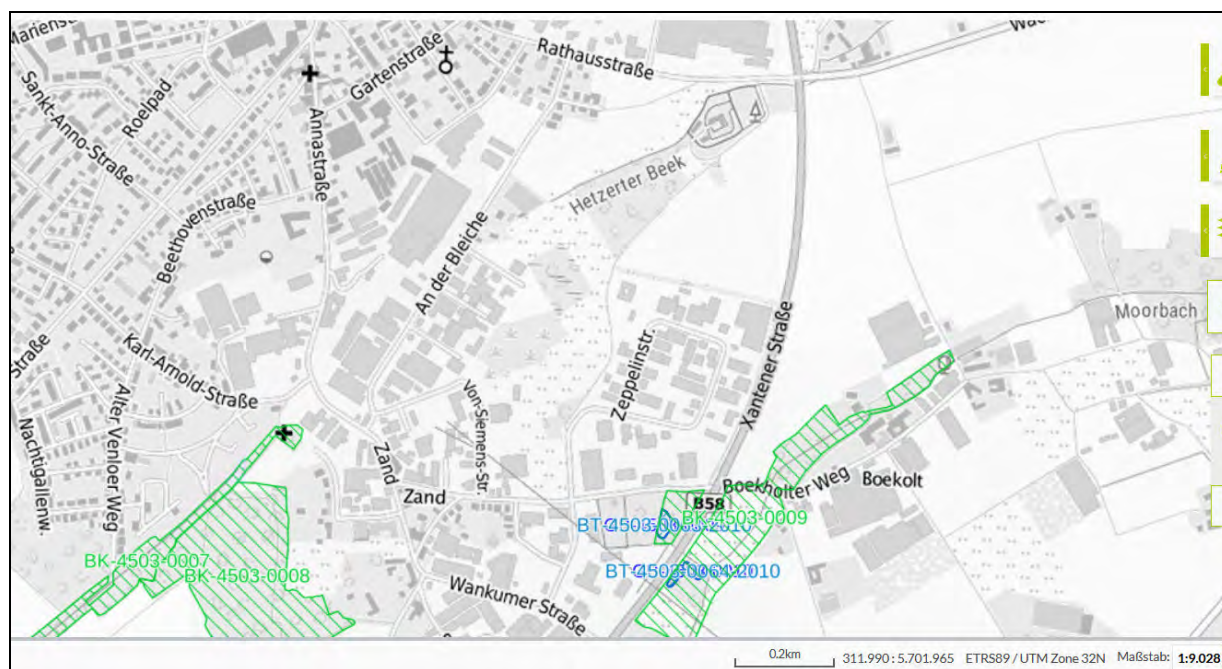 Rathausstraße
Gartenstraße
Roelpad
Sankt-Anno-Straße
Annastraße
Hetzerter Beek
Beethovenstraße
An der Bleiche
Moorbach
Xantener Straße
Zeppelinstr.
Karl-Arnold-Straße
Straße
Alter Venloer Weg
Nachtigallenw.
Von-Siemens-Str.
Zand
Zand
Boekholter Weg
Boekolt
B58
BK-4503-0009
BK-4503-0007
BK-4503-0008
Wankumer Straße
0.2km
311.990 : 5.701.965
ETRS89 / UTM Zone 32N
Maßstab:
1:9.028